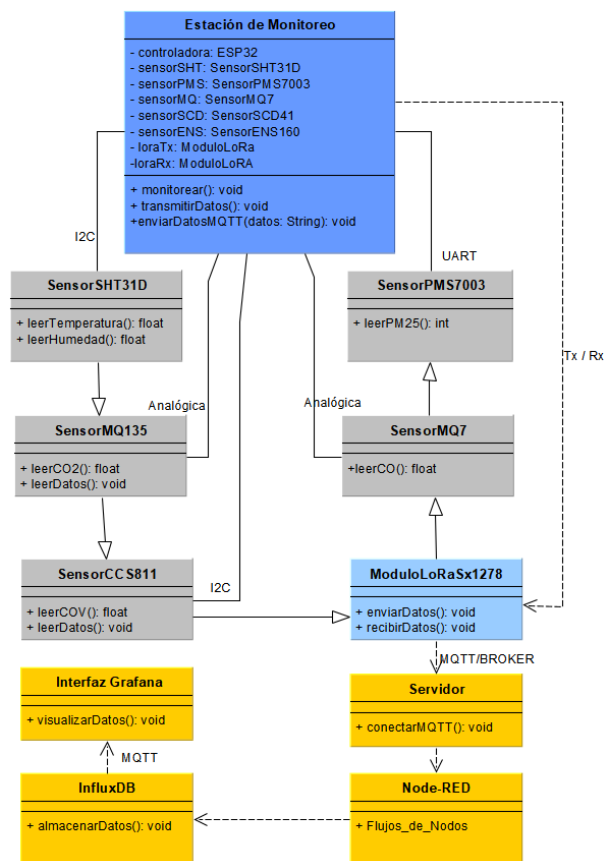 Estación de Monitoreo
- controladora: ESP32
- sensorSHT: SensorSHT31D
- sensorPMS: SensorPMS7003
- sensorMQ: SensorMQ7
- sensorSCD: SensorSCD41
- sensorENS: SensorENS160
- loraTx: ModuloLoRa
-loraRx: ModuloLoRA
+ monitorear(): void
+ transmitirDatos(): void
+enviarDatosMQTT(datos: String): void
I2C
UART
SensorSHT31D
+ leerTemperatura(): float
+ leerHumedad(): float
SensorPMS7003
+ leerPM25(): int
Tx / Rx
Analógica
Analógica
SensorMQ135
+ leerCO2(): float
+ leerDatos(): void
SensorMQ7
+leerCO(): float
SensorCCS811
+ leerCOV(): float
+ leerDatos(): void
I2C
ModuloLoRaSx1278
+ enviarDatos(): void
+ recibirDatos(): void
MQTT/BROKER
Interfaz Grafana
+ visualizarDatos(): void
Servidor
+ conectarMQTT(): void
MQTT
InfluxDB
+ almacenarDatos(): void
Node-RED
+ Flujos_de_Nodos